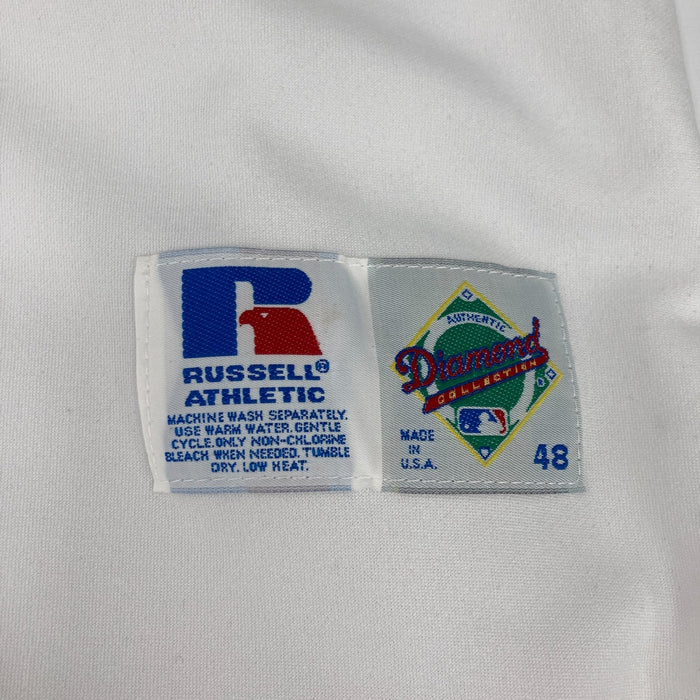 RUSSELL®
ATHLETIC
MACHINE WASH SEPARATELY.
USE WARM WATER. GENTLE
CYCLE. ONLY NON-CHLORINE
BLEACH WHEN NEEDED. TUMBLE
DRY. LOW HEAT.
AUTHENTIC
Diamond
COLLECTION
MADE
IN
U.S.A.
48